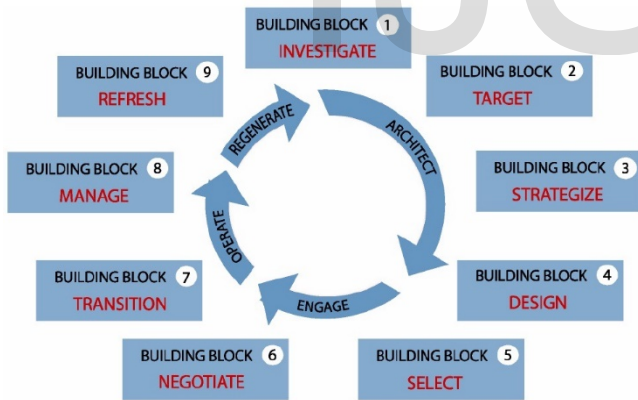 BUILDING BLOCK 1
INVESTIGATE
BUILDING BLOCK 2
TARGET
BUILDING BLOCK 3
STRATEGIZE
BUILDING BLOCK 4
DESIGN
BUILDING BLOCK 5
SELECT
BUILDING BLOCK 6
NEGOTIATE
BUILDING BLOCK 7
TRANSITION
BUILDING BLOCK 8
MANAGE
BUILDING BLOCK 9
REFRESH
ARCHITECT
ENGAGE
OPERATE
REGENERATE